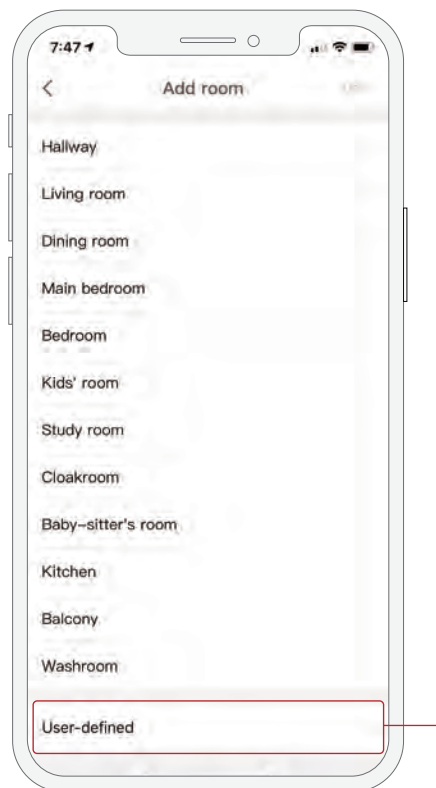 7:47
Add room
Hallway
Living room
Dining room
Main bedroom
Bedroom
Kids' room
Study room
Cloakroom
Baby-sitter's room
Kitchen
Balcony
Washroom
User-defined